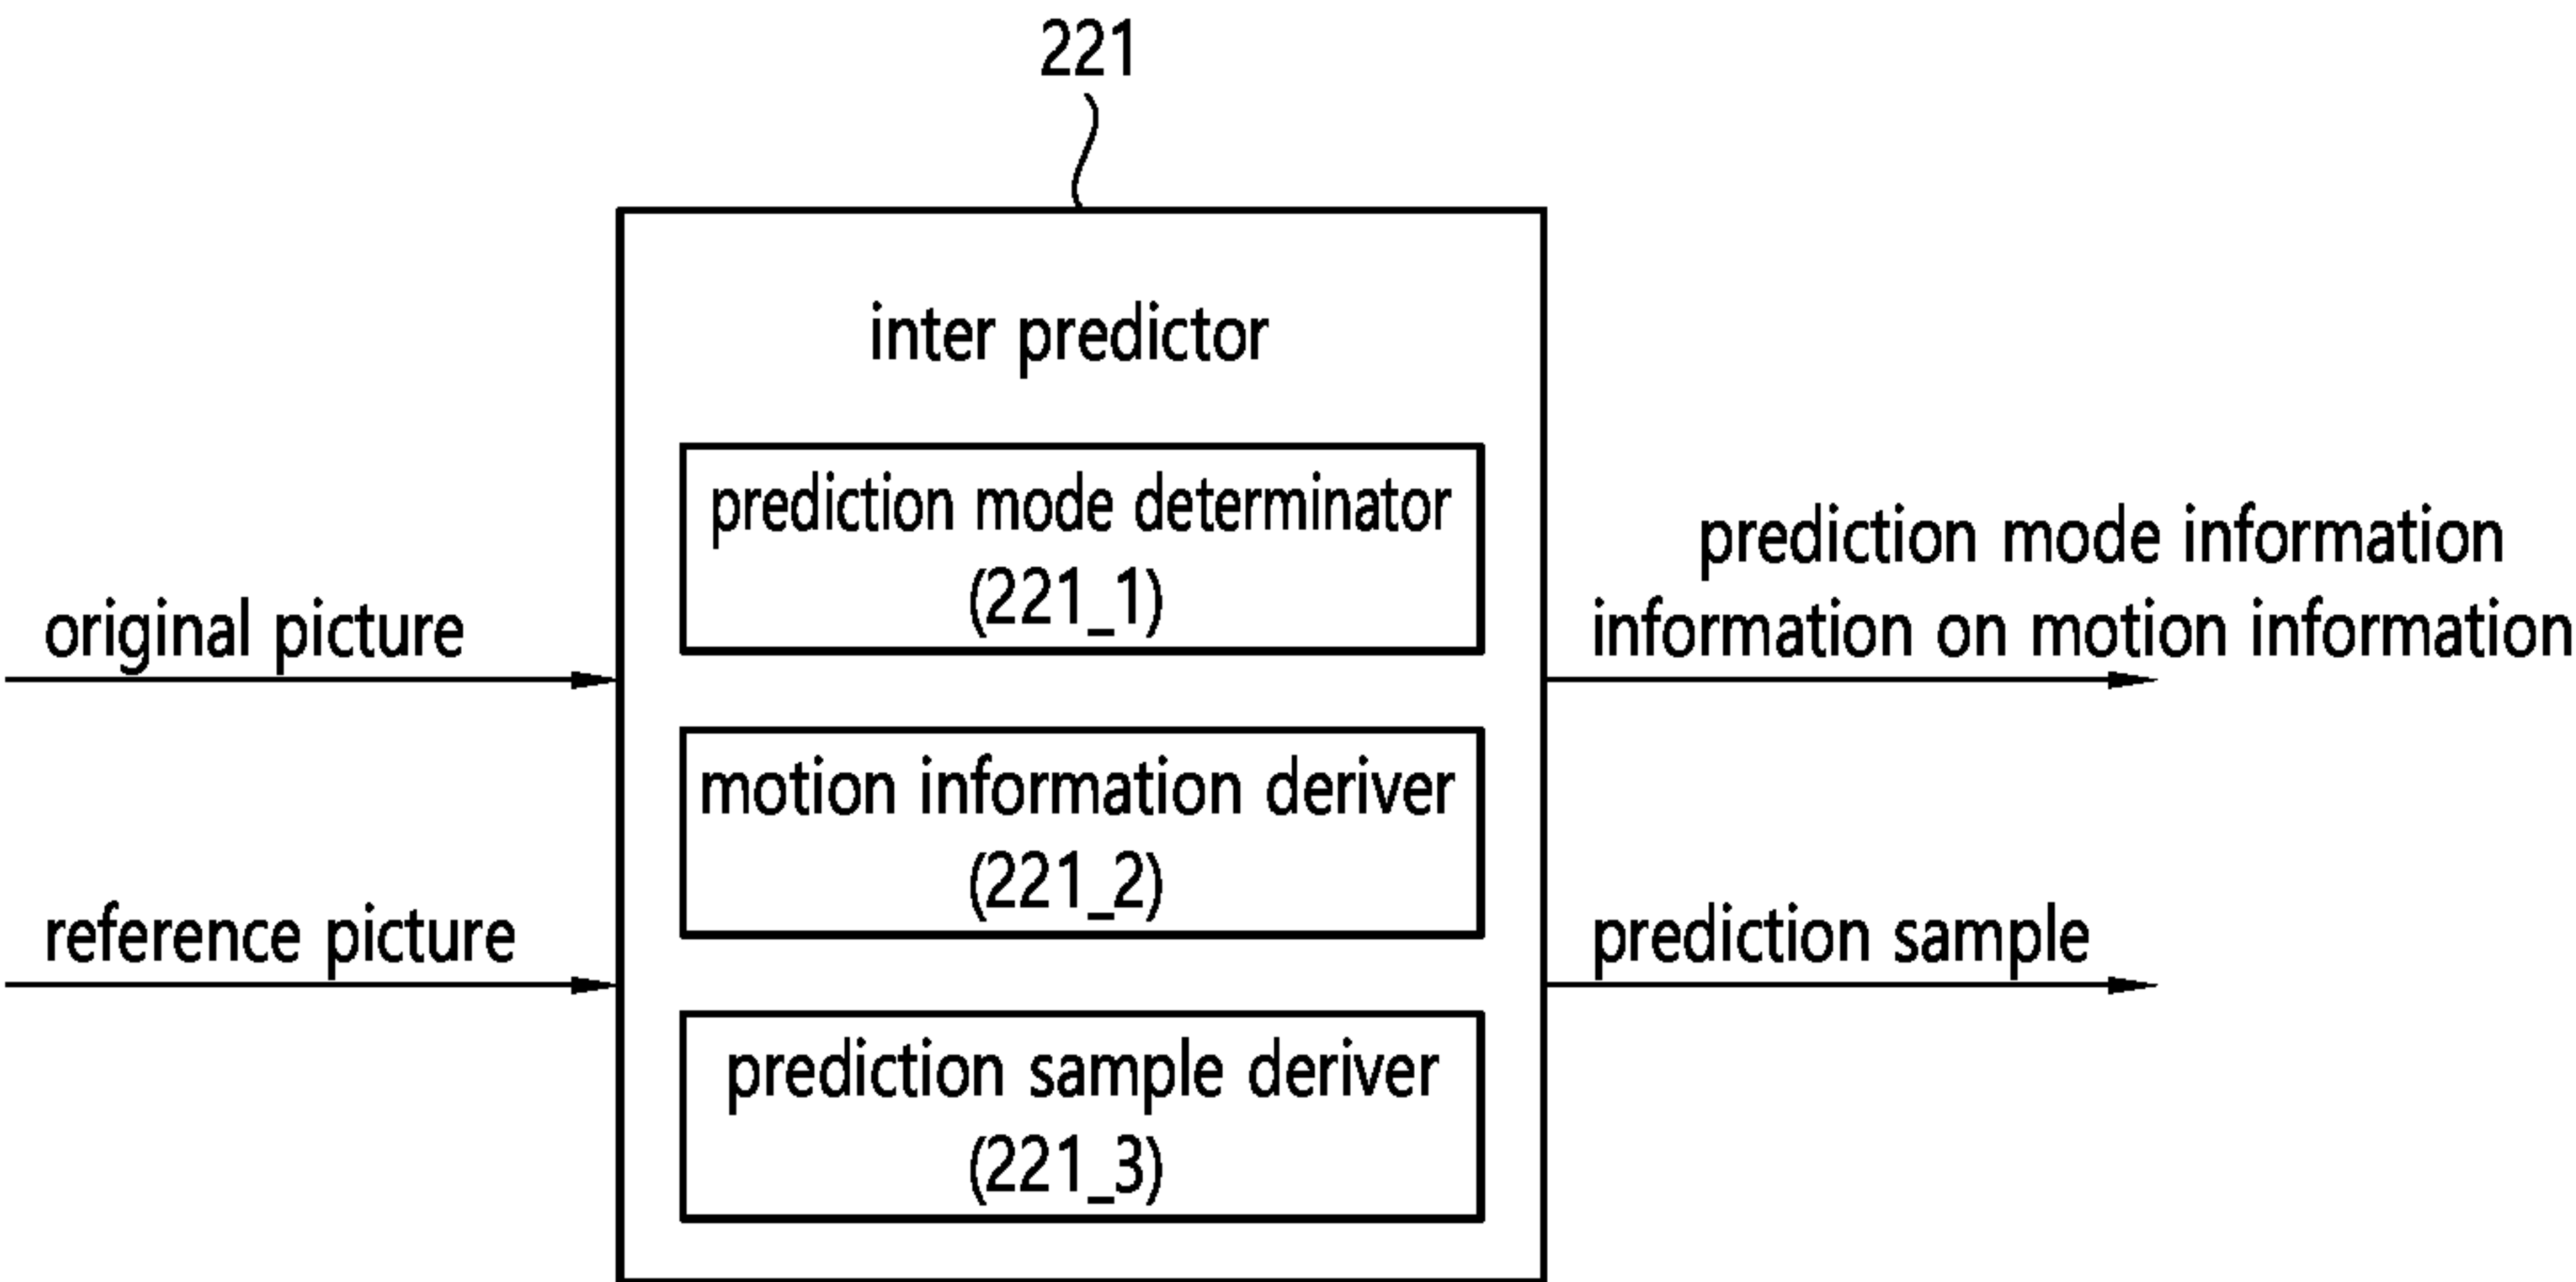 221
inter predictor
prediction mode determinator
(221_1)
prediction mode information
original picture
information on motion information
motion information deriver
(221_2)
reference picture
prediction sample
prediction sample deriver
(221_3)